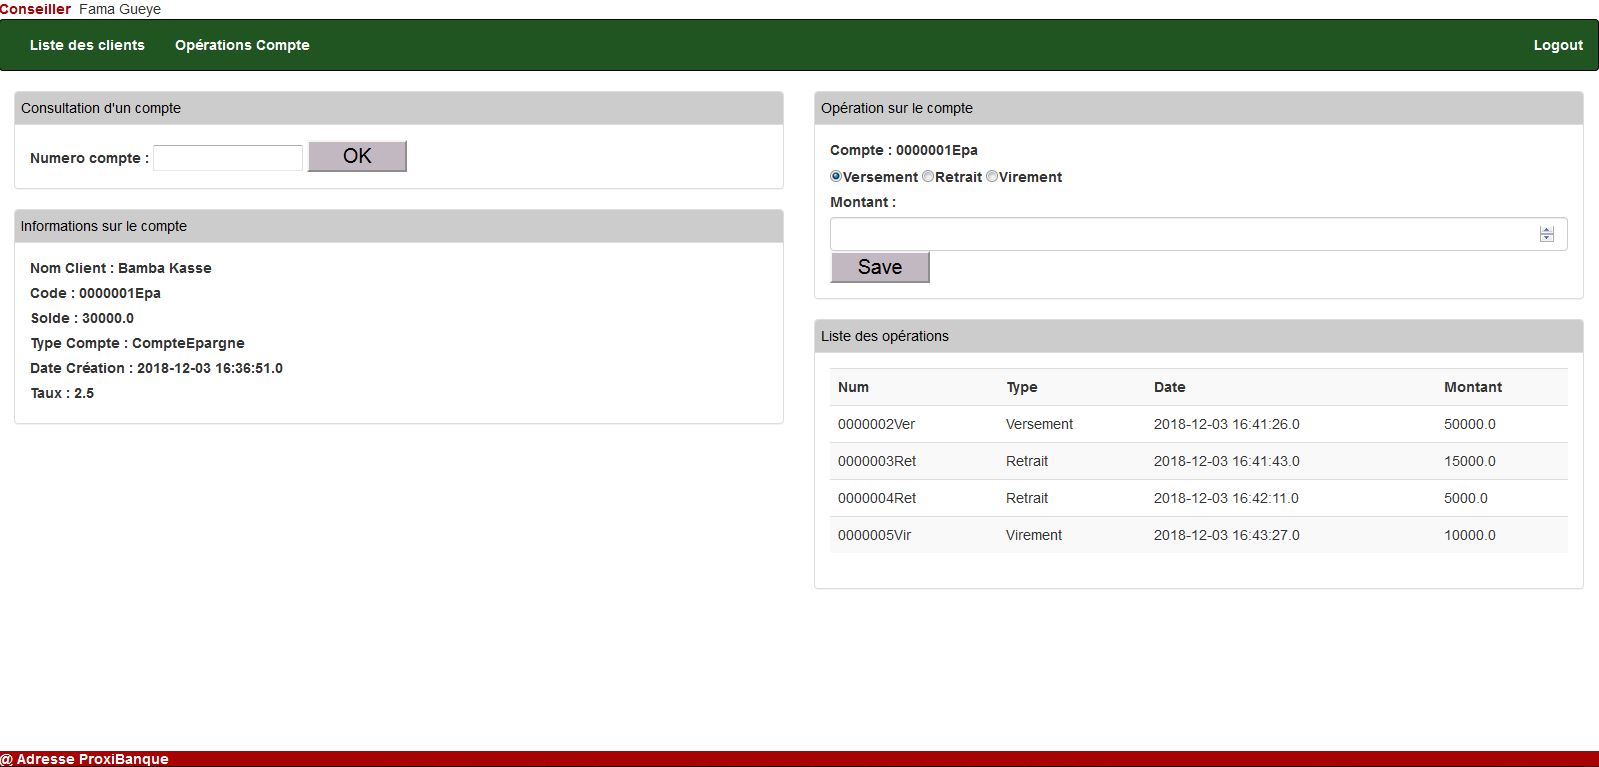 Conseiller Fama Gueye
Liste des clients Opérations Compte Logout
Consultation d'un compte
Numero compte : OK
Informations sur le compte
Nom Client : Bamba Kasse
Code : 0000001Epa
Solde : 30000.0
Type Compte : CompteEpargne
Date Création : 2018-12-03 16:36:51.0
Taux : 2.5
Opération sur le compte
Compte : 0000001Epa
Versement Retrait Virement
Montant :
Save
Liste des opérations
Num Type Date Montant
0000002Ver Versement 2018-12-03 16:41:26.0 50000.0
0000003Ret Retrait 2018-12-03 16:41:43.0 15000.0
0000004Ret Retrait 2018-12-03 16:42:11.0 5000.0
0000005Vir Virement 2018-12-03 16:43:27.0 10000.0
@ Adresse ProxiBanque